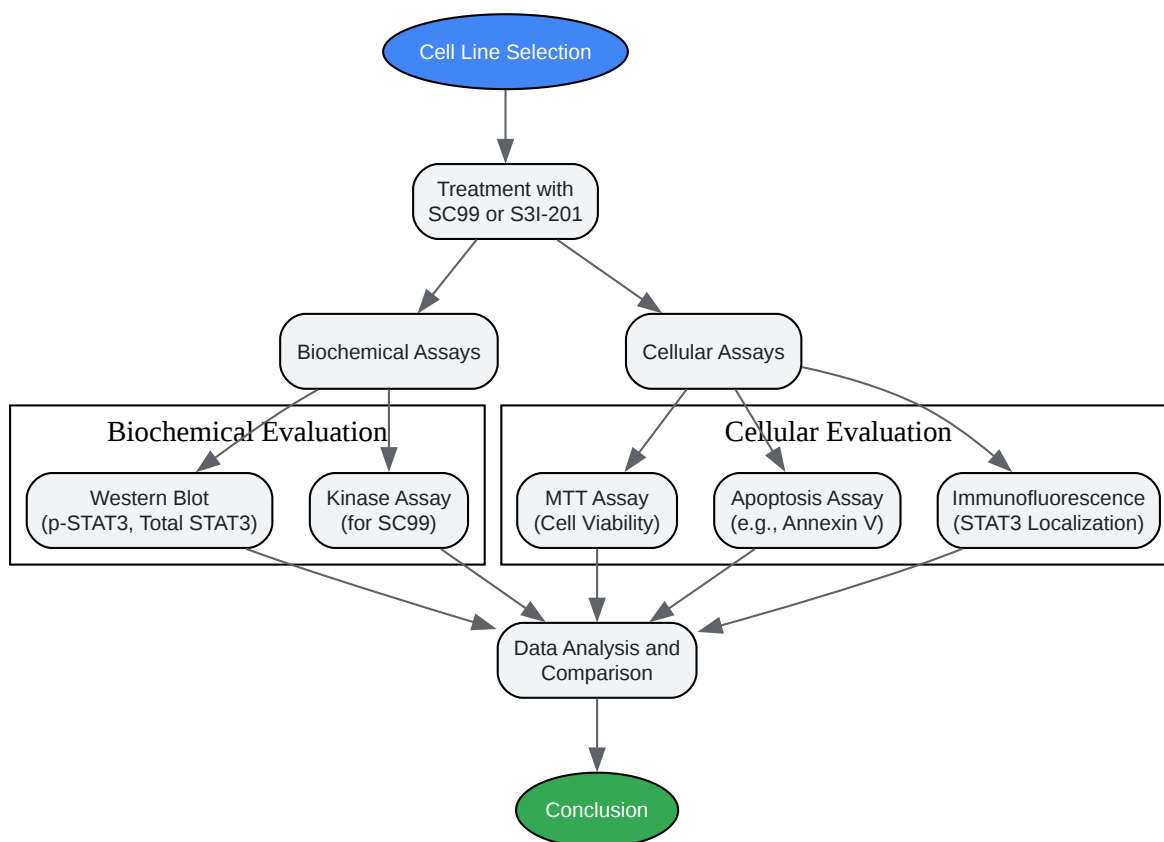 Cell Line Selection
Treatment with
SC99 or S3I-201
Biochemical Assays
Cellular Assays
Biochemical Evaluation
Cellular Evaluation
Western Blot
(p-STAT3, Total STAT3)
Kinase Assay
(for SC99)
MTT Assay
(Cell Viability)
Apoptosis Assay
(e.g., Annexin V)
Immunofluorescence
(STAT3 Localization)
Data Analysis and
Comparison
Conclusion